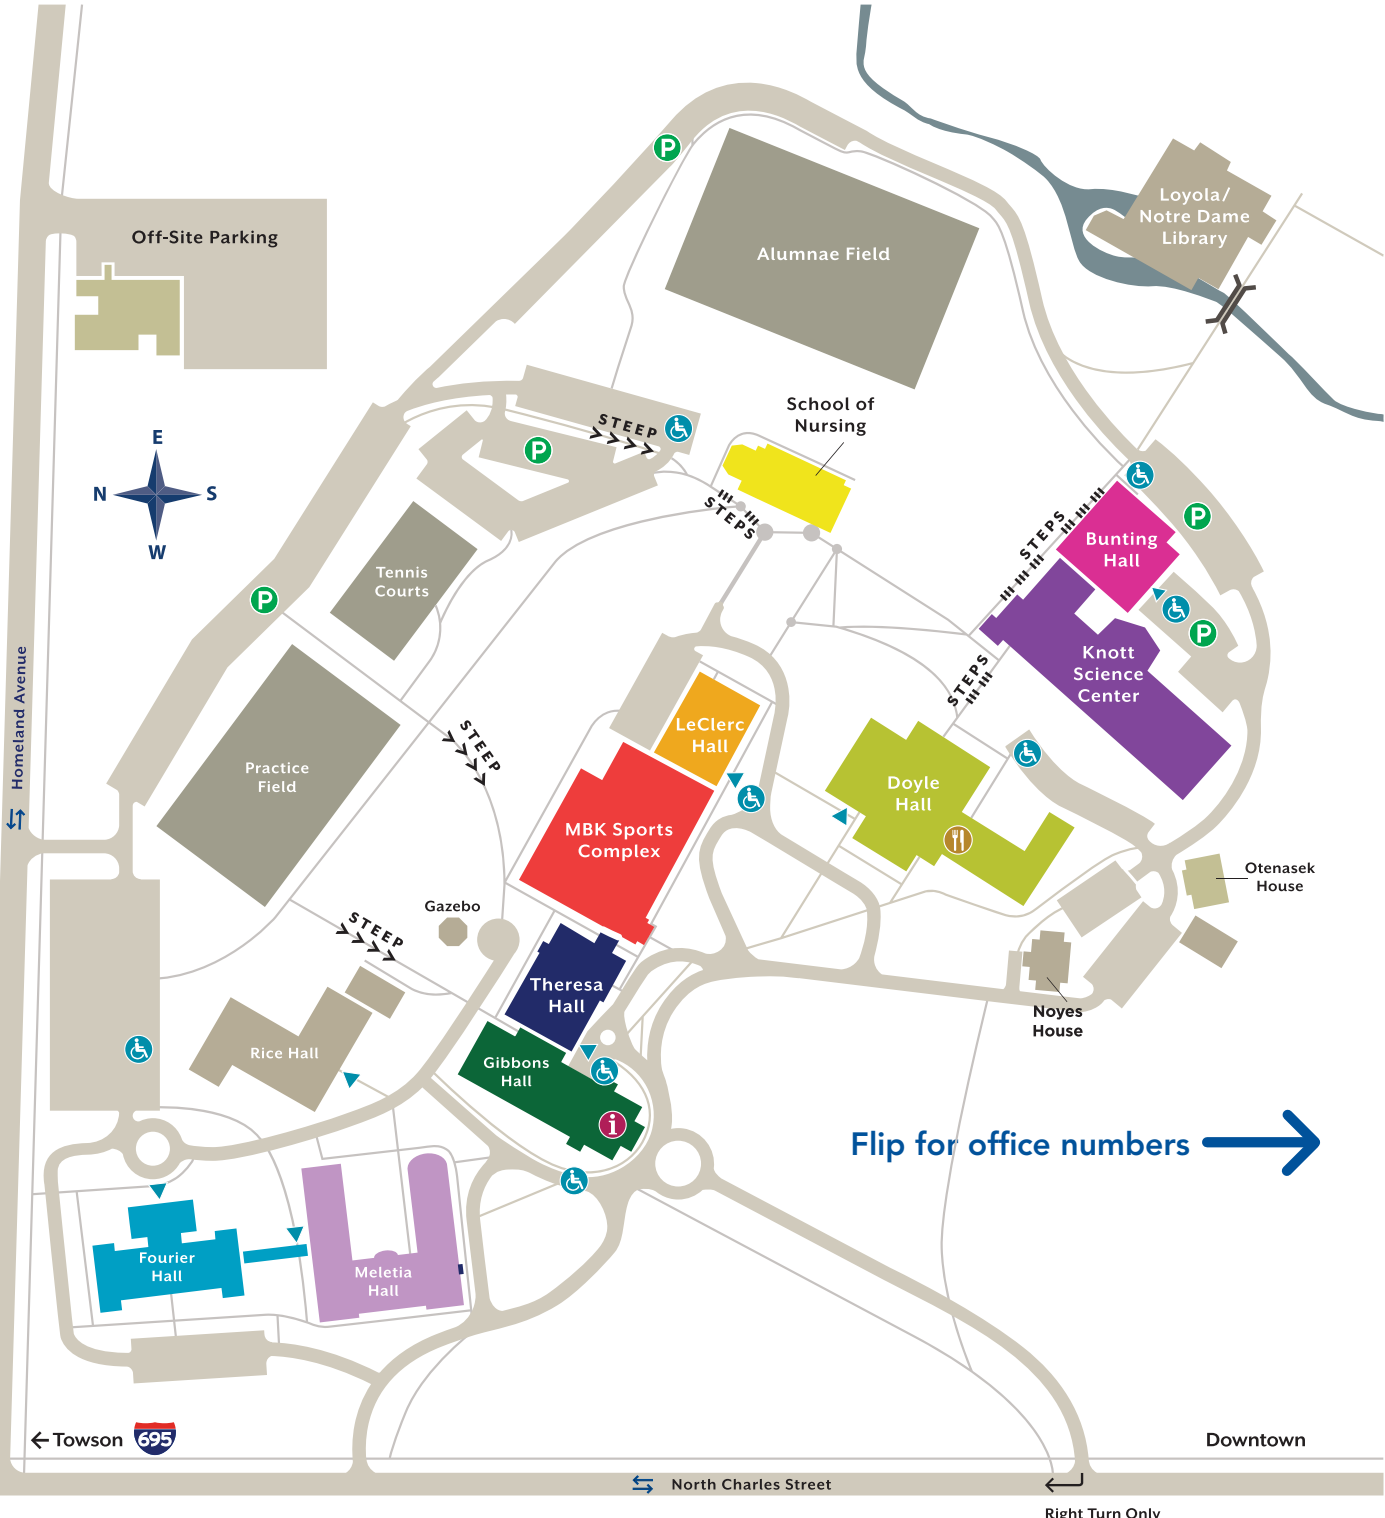 Loyola/
Notre Dame
Library
P
Off-Site Parking
Alumnae Field
School of
Nursing
STEEP
P
E
N
S
W
STEPS
STEPS
Bunting
Hall
P
P
Tennis
Courts
P
Knott
Science
Center
STEPS
Homeland Avenue
Practice
Field
STEEP
LeClerc
Hall
MBK Sports
Complex
Doyle
Hall
Otenasek
House
Gazebo
STEEP
Theresa
Hall
Noyes
House
Rice Hall
Gibbons
Hall
i
Flip for office numbers
Fourier
Hall
Meletia
Hall
Towson
695
Downtown
North Charles Street
Right Turn Only